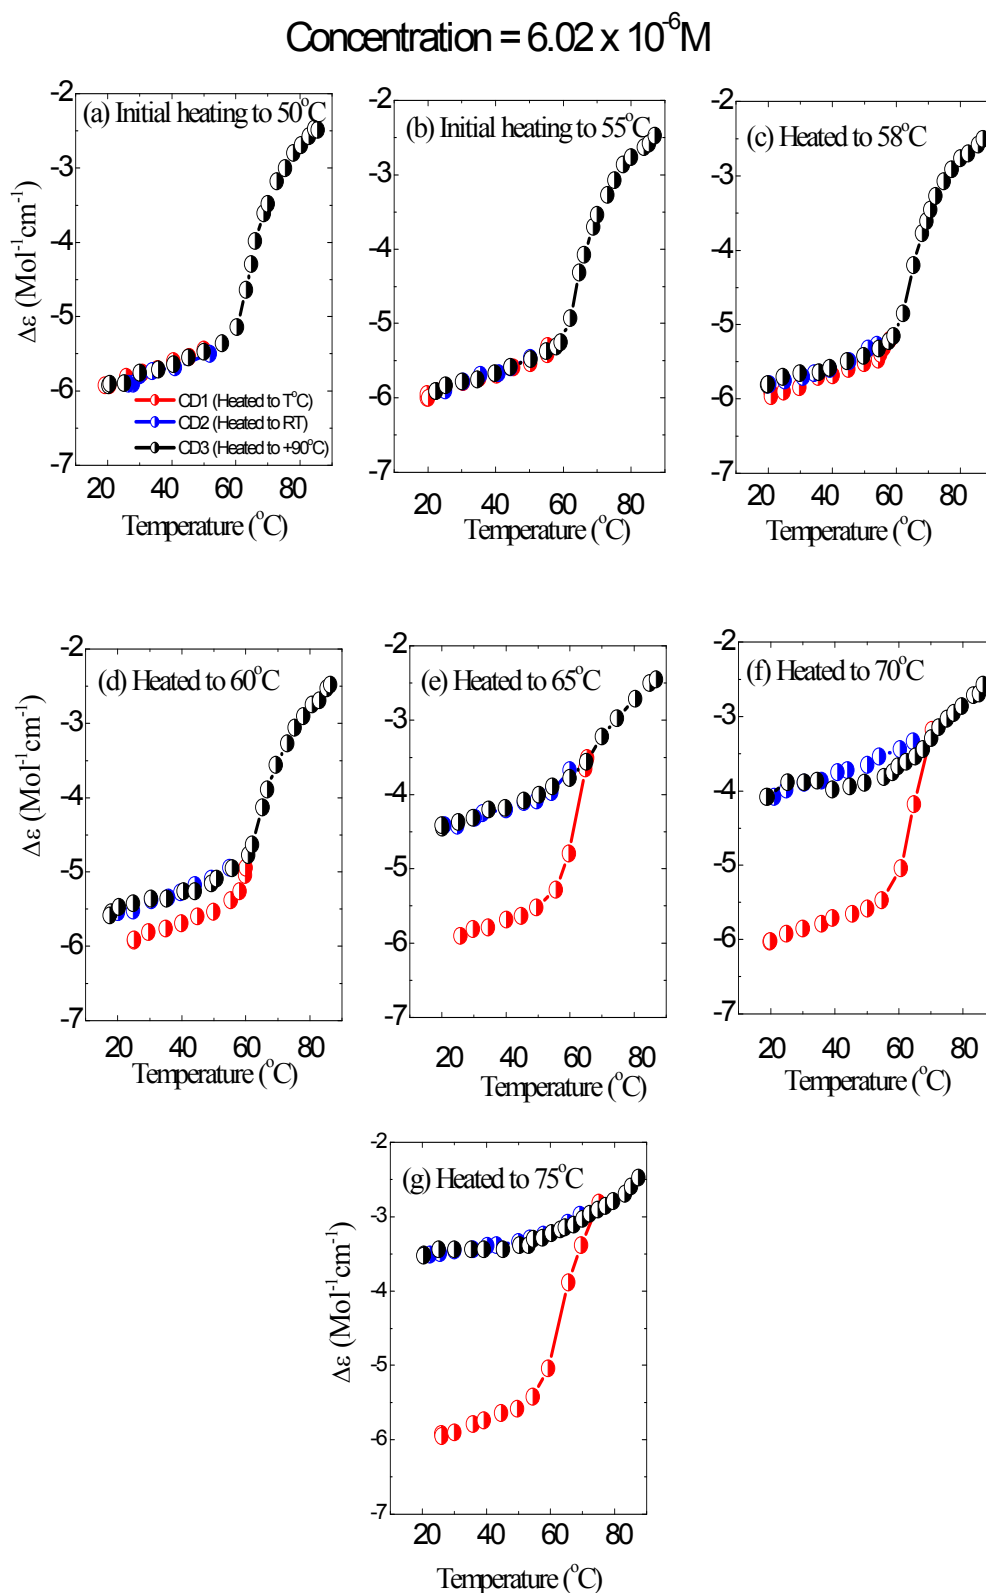 Concentration = 6.02 x 10⁻⁶M
(a) Initial heating to 50°C
(b) Initial heating to 55°C
(c) Heated to 58°C
-2
-3
-4
-5
-6
-7
Δε (Mol⁻¹cm⁻¹)
CD1 (Heated to T°C)
CD2 (Heated to RT)
CD3 (Heated to +90°C)
20 40 60 80
Temperature (°C)
-2
-3
-4
-5
-6
-7
20 40 60 80
Temperature (°C)
-2
-3
-4
-5
-6
-7
20 40 60 80
Temperature (°C)
(d) Heated to 60°C
(e) Heated to 65°C
(f) Heated to 70°C
-2
-3
-4
-5
-6
-7
Δε (Mol⁻¹cm⁻¹)
20 40 60 80
Temperature (°C)
-2
-3
-4
-5
-6
-7
20 40 60 80
Temperature (°C)
-2
-3
-4
-5
-6
-7
20 40 60 80
Temperature (°C)
(g) Heated to 75°C
-2
-3
-4
-5
-6
-7
Δε (Mol⁻¹cm⁻¹)
20 40 60 80
Temperature (°C)